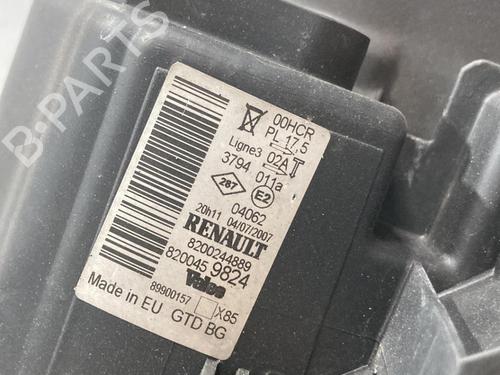 B-PARTS
00HCR
PL 17,5
Ligne3 02A
3794 011a
267 E2
04062
20h11 04/07/2007
RENAULT
8200244889
820045 9824
Valeo
89900157 X85
Made in EU GTD BG